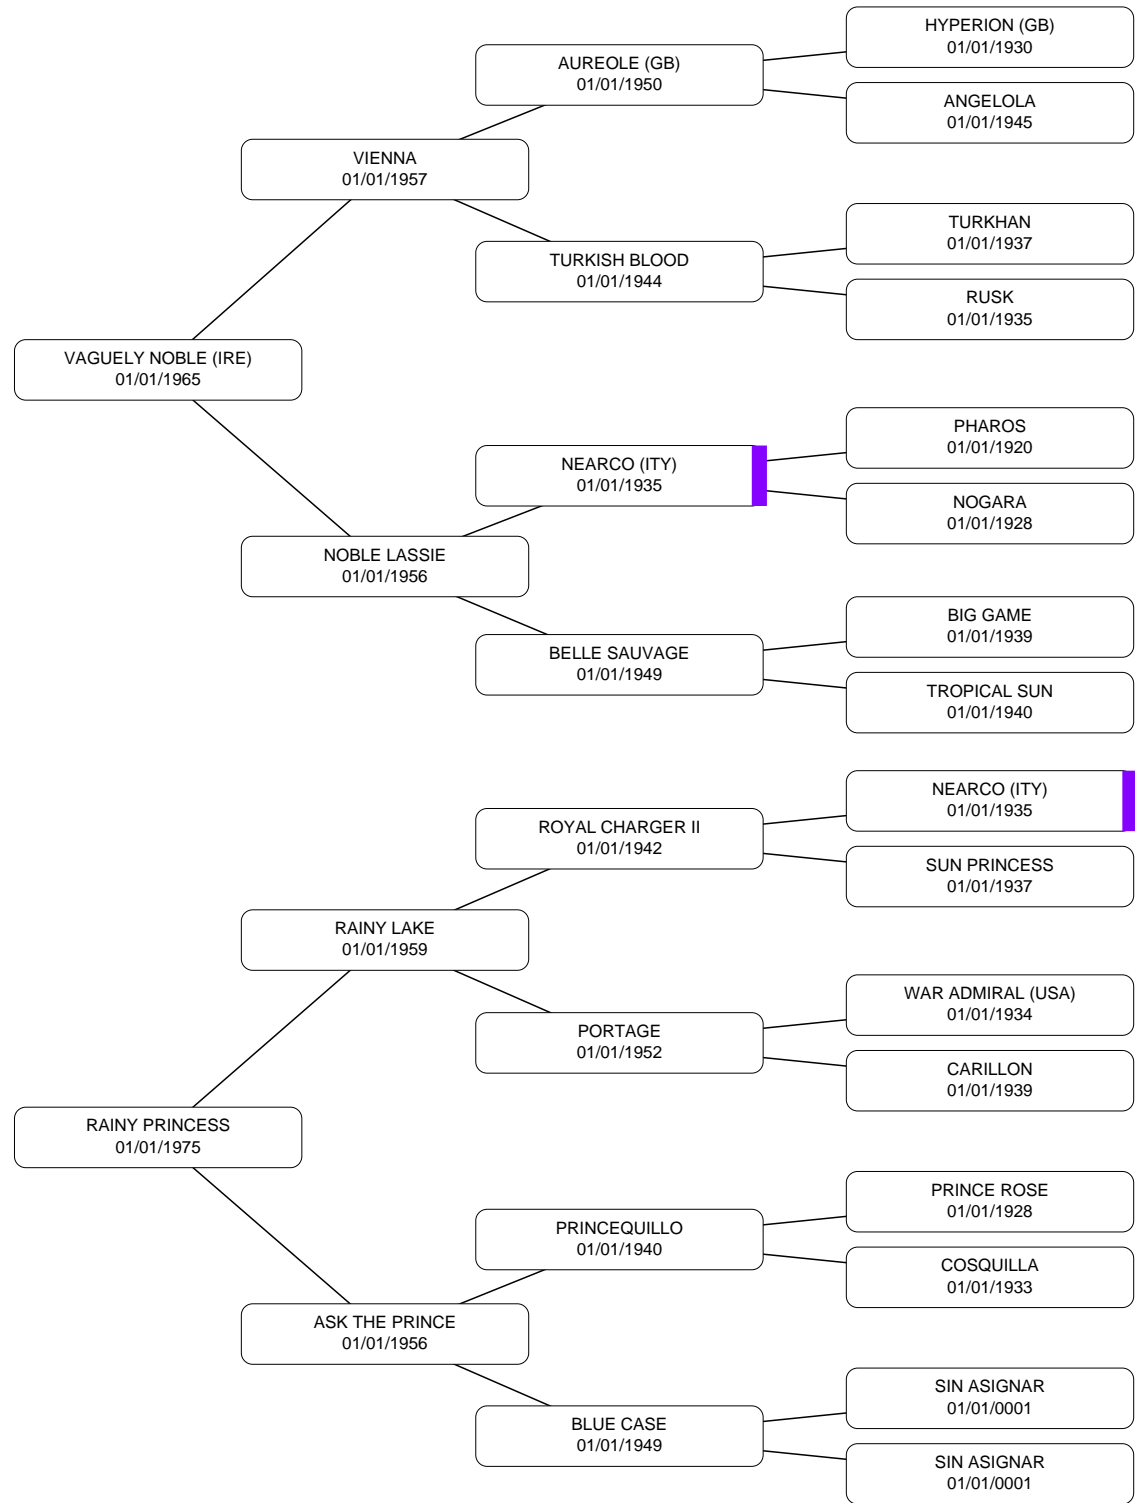 HYPERION (GB)
01/01/1930
AUREOLE (GB)
01/01/1950
ANGELOLA
01/01/1945
VIENNA
01/01/1957
TURKHAN
01/01/1937
TURKISH BLOOD
01/01/1944
RUSK
01/01/1935
VAGUELY NOBLE (IRE)
01/01/1965
PHAROS
01/01/1920
NEARCO (ITY)
01/01/1935
NOGARA
01/01/1928
NOBLE LASSIE
01/01/1956
BIG GAME
01/01/1939
BELLE SAUVAGE
01/01/1949
TROPICAL SUN
01/01/1940
NEARCO (ITY)
01/01/1935
ROYAL CHARGER II
01/01/1942
SUN PRINCESS
01/01/1937
RAINY LAKE
01/01/1959
WAR ADMIRAL (USA)
01/01/1934
PORTAGE
01/01/1952
CARILLON
01/01/1939
RAINY PRINCESS
01/01/1975
PRINCE ROSE
01/01/1928
PRINCEQUILLO
01/01/1940
COSQUILLA
01/01/1933
ASK THE PRINCE
01/01/1956
SIN ASIGNAR
01/01/0001
BLUE CASE
01/01/1949
SIN ASIGNAR
01/01/0001